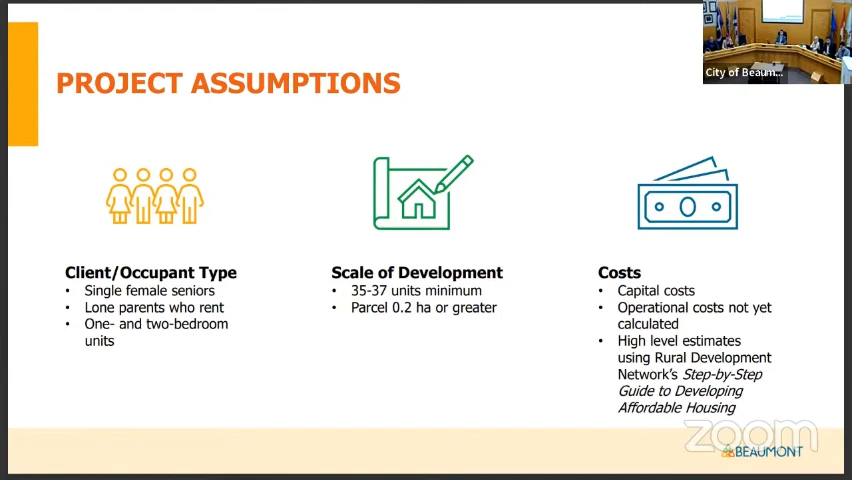 City of Beaum...
PROJECT ASSUMPTIONS
Client/Occupant Type
• Single female seniors
• Lone parents who rent
• One- and two-bedroom
units
Scale of Development
• 35-37 units minimum
• Parcel 0.2 ha or greater
Costs
• Capital costs
• Operational costs not yet
calculated
• High level estimates
using Rural Development
Network's Step-by-Step
Guide to Developing
Affordable Housing
zoom
BEAUMONT